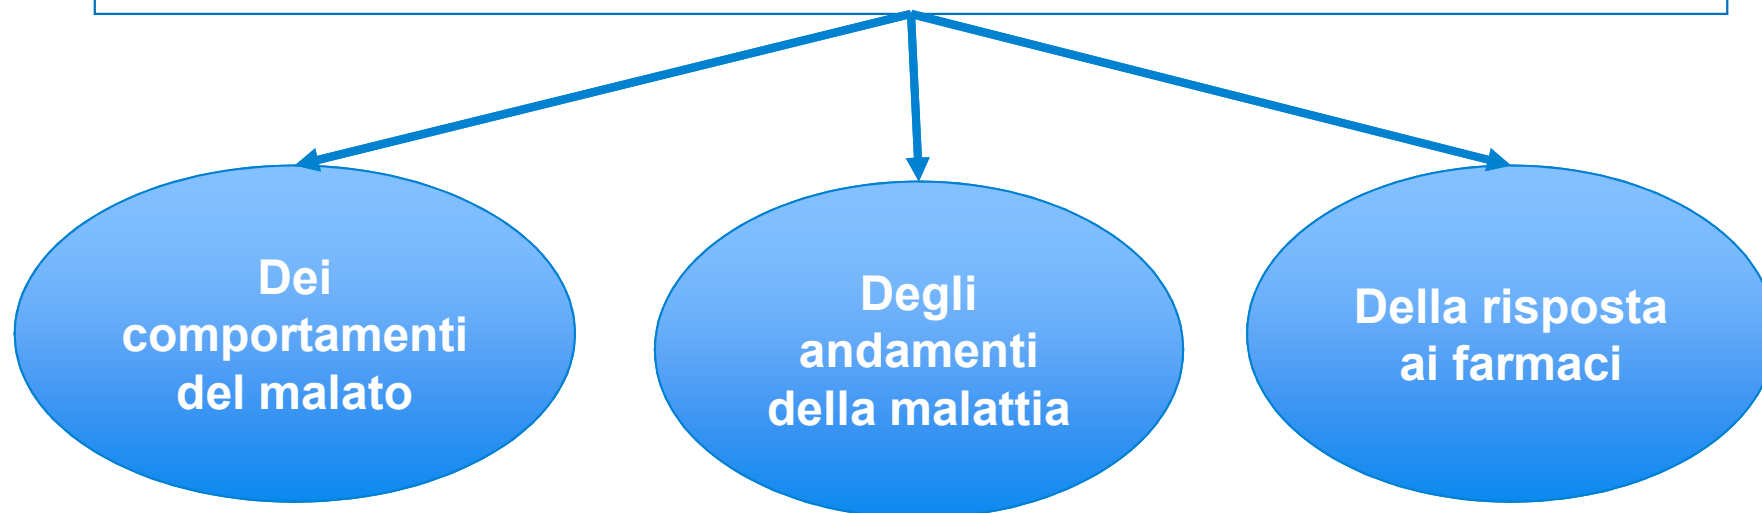 Dei
comportamenti
del malato
Degli
andamenti
della malattia
Della risposta
ai farmaci